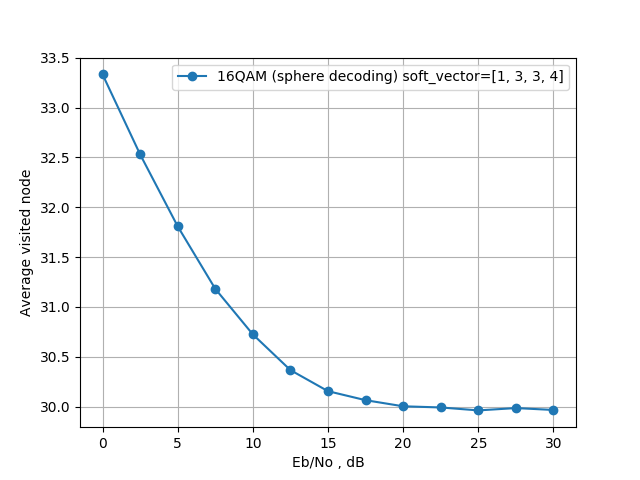 33.5
33.0
32.5
32.0
31.5
31.0
30.5
30.0
Average visited node
16QAM (sphere decoding) soft_vector=[1, 3, 3, 4]
0 5 10 15 20 25 30
Eb/No , dB